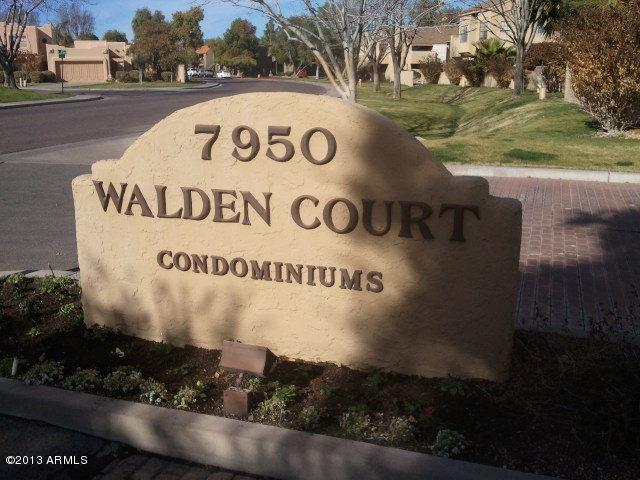 7950
WALDEN COURT
CONDOMINIUMS
©2013 ARMLS